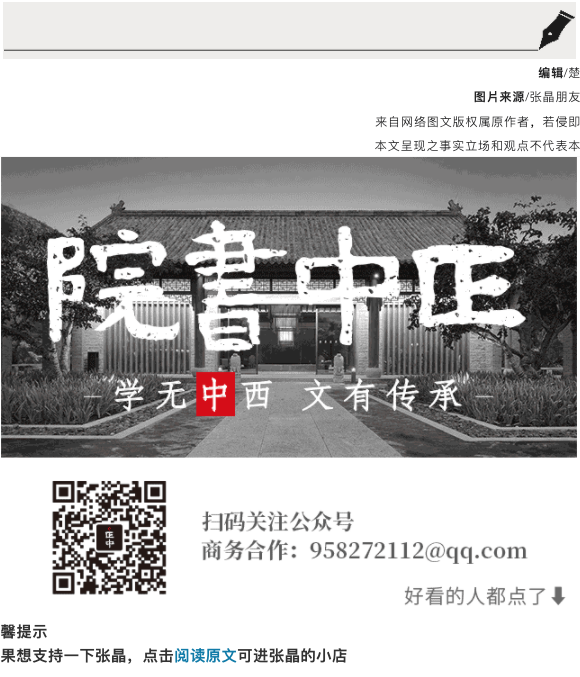 编辑/楚
图片来源/张晶朋友
来自网络图文版权属原作者，若侵即
本文呈现之事实立场和观点不代表本
院書中正
学无中西 文有传承
正中
扫码关注公众号
商务合作：958272112@qq.com
好看的人都点了
馨提示
果想支持一下张晶，点击阅读原文可进张晶的小店